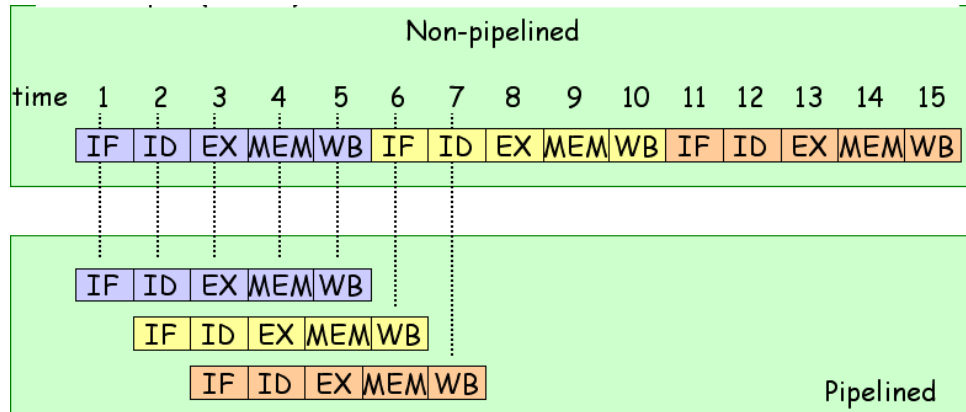 Non-pipelined
time 1 2 3 4 5 6 7 8 9 10 11 12 13 14 15
IF ID EX MEM WB IF ID EX MEM WB IF ID EX MEM WB
IF ID EX MEM WB
IF ID EX MEM WB
IF ID EX MEM WB
Pipelined